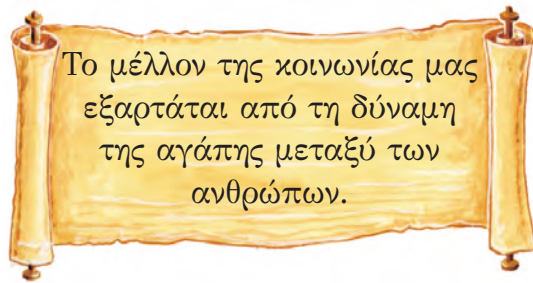 Το μέλλον της κοινωνίας μας
εξαρτάται από τη δύναμη
της αγάπης μεταξύ των
ανθρώπων.